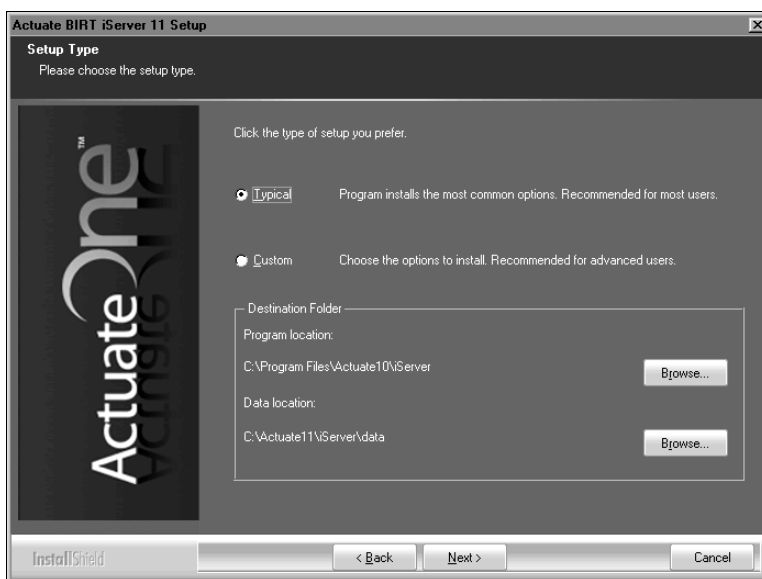 Actuate BIRT iServer 11 Setup
Setup Type
Please choose the setup type.
ActuateOne™
Click the type of setup you prefer.
Typical Program installs the most common options. Recommended for most users.
Custom Choose the options to install. Recommended for advanced users.
Destination Folder
Program location:
C:\Program Files\Actuate10\iServer
Browse...
Data location:
C:\Actuate11\iServer\data
Browse...
InstallShield
< Back Next > Cancel